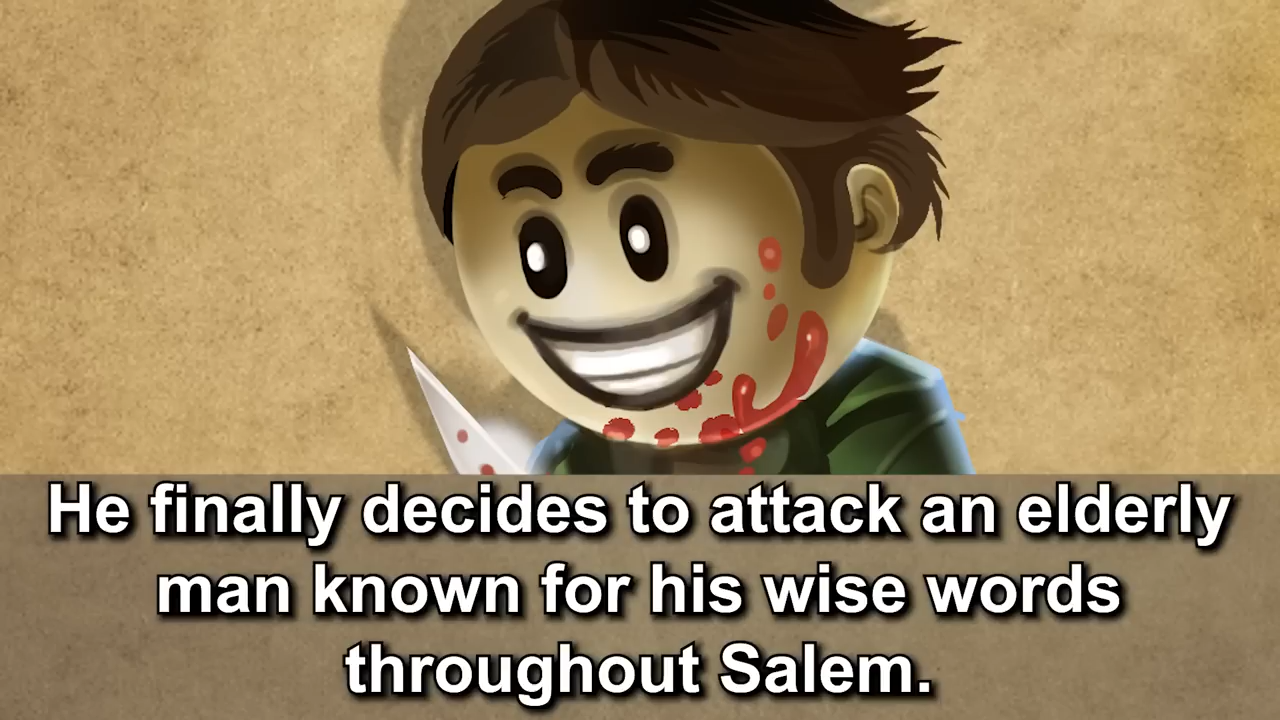 He finally decides to attack an elderly
man known for his wise words
throughout Salem.